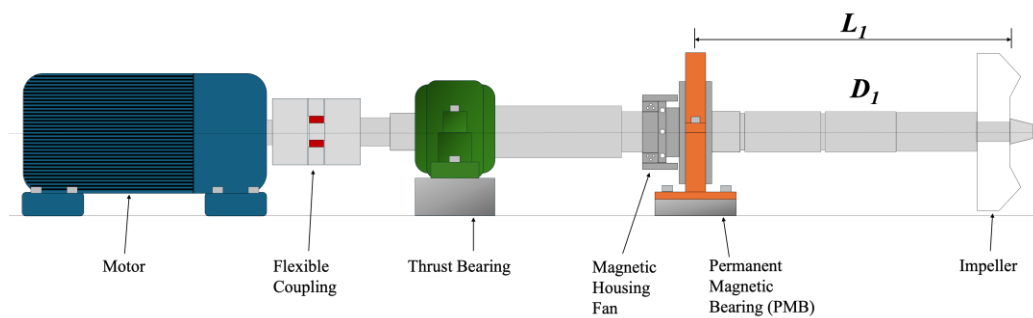 L1
D1
Motor
Flexible
Coupling
Thrust Bearing
Magnetic
Housing
Fan
Permanent
Magnetic
Bearing (PMB)
Impeller